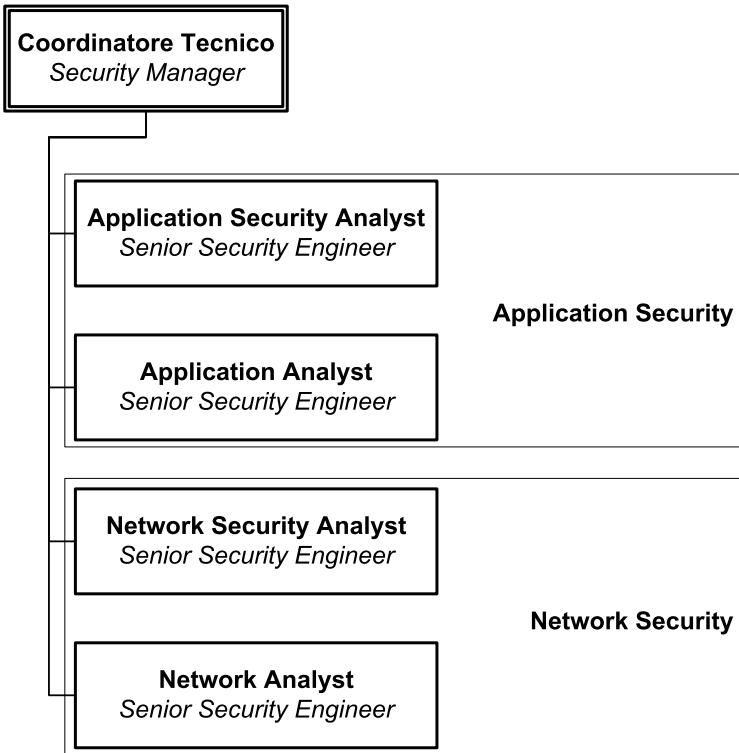 Coordinatore Tecnico
Security Manager
Application Security Analyst
Senior Security Engineer
Application Security
Application Analyst
Senior Security Engineer
Network Security Analyst
Senior Security Engineer
Network Security
Network Analyst
Senior Security Engineer